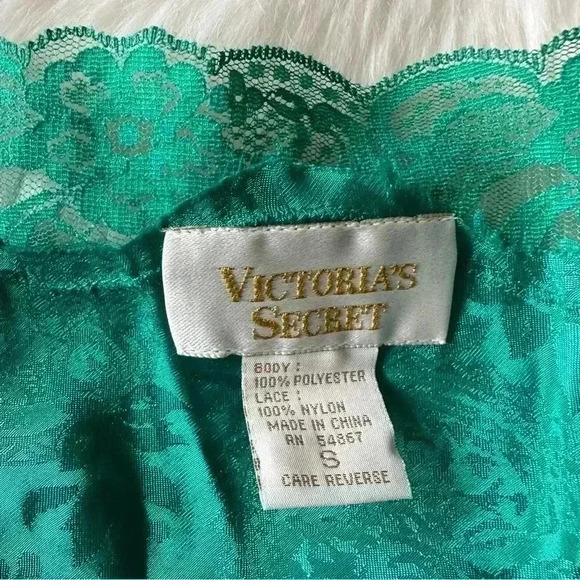 VICTORIA'S
SECRET
BODY :
100% POLYESTER
LACE :
100% NYLON
MADE IN CHINA
RN 54867
S
CARE REVERSE